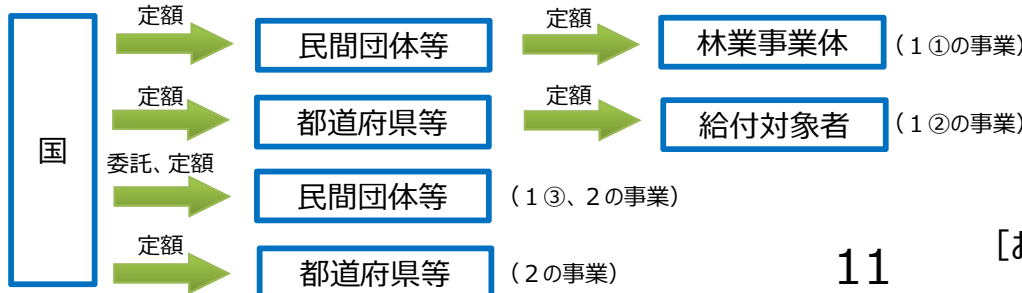 定額
定額
民間団体等
林業事業体
（１①の事業）
定額
定額
都道府県等
給付対象者
（１②の事業）
国
委託、定額
民間団体等
（１③、２の事業）
定額
都道府県等
（２の事業）
11
［お